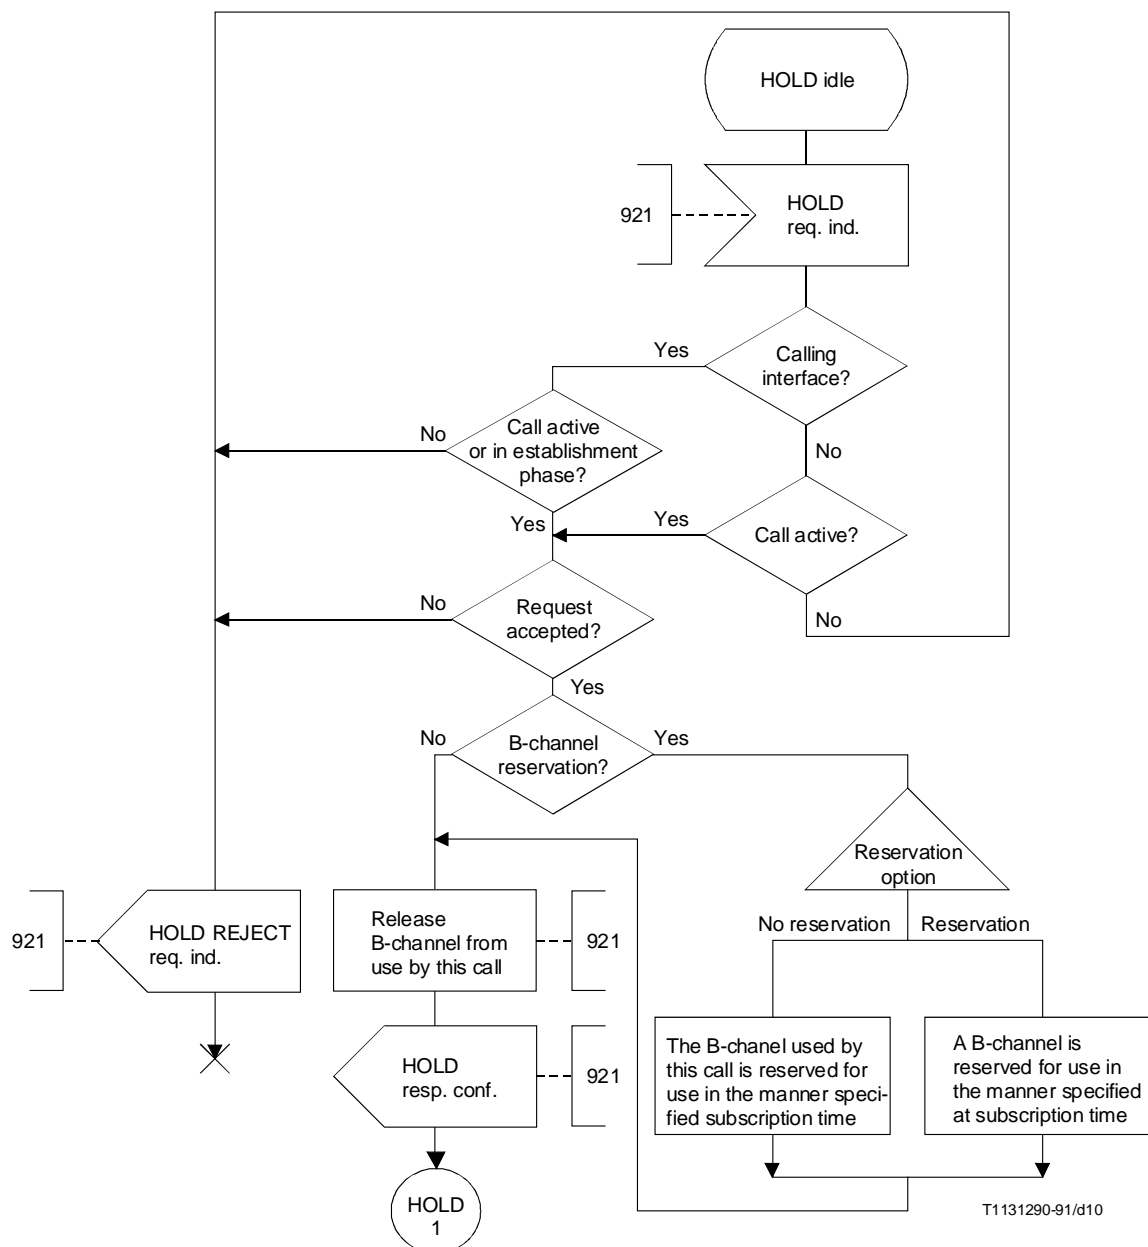 HOLD idle
921
HOLD
req. ind.
Yes
Calling
interface?
No
Call active
or in establishment
phase?
No
Yes
Yes
Call active?
No
Request
accepted?
No
Yes
No
B-channel
reservation?
Yes
Reservation
option
No reservation
Reservation
921
HOLD REJECT
req. ind.
Release
B-channel from
use by this call
921
The B-chanel used by
this call is reserved for
use in the manner speci-
fied subscription time
A B-channel is
reserved for use in
the manner specified
at subscription time
HOLD
resp. conf.
921
HOLD
1
T1131290-91/d10